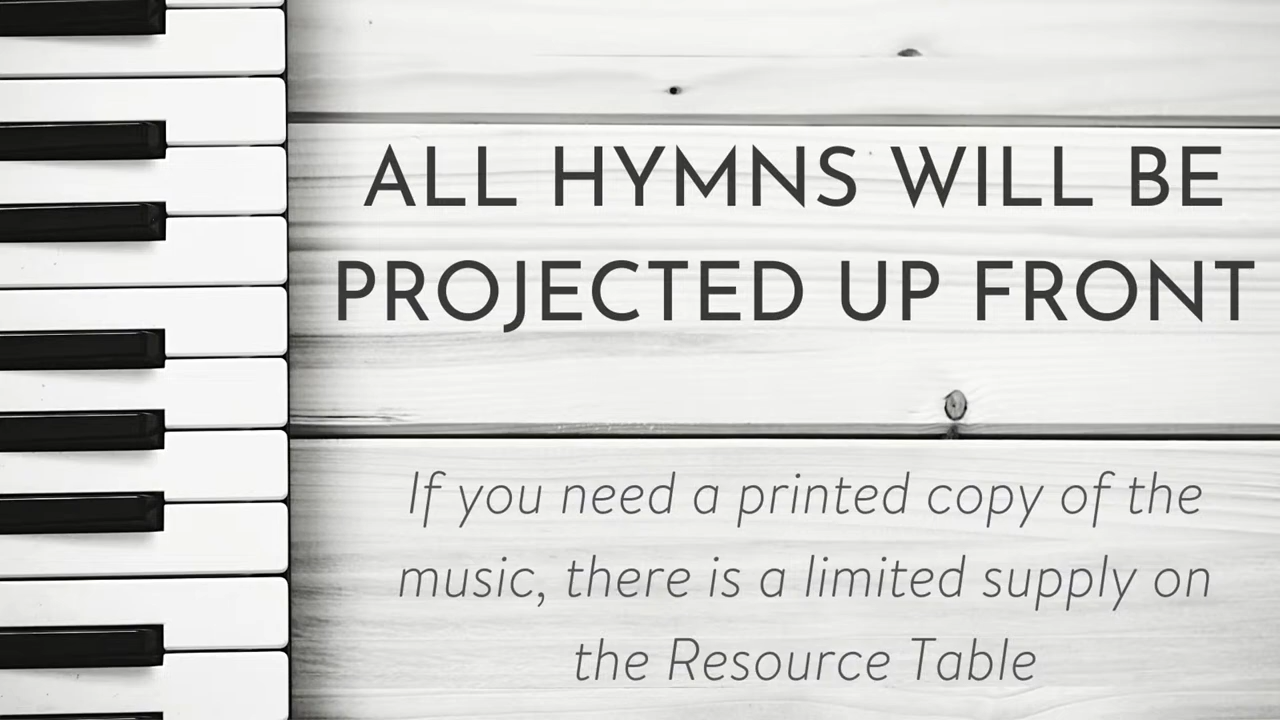 ALL HYMNS WILL BE
PROJECTED UP FRONT
If you need a printed copy of the
music, there is a limited supply on
the Resource Table